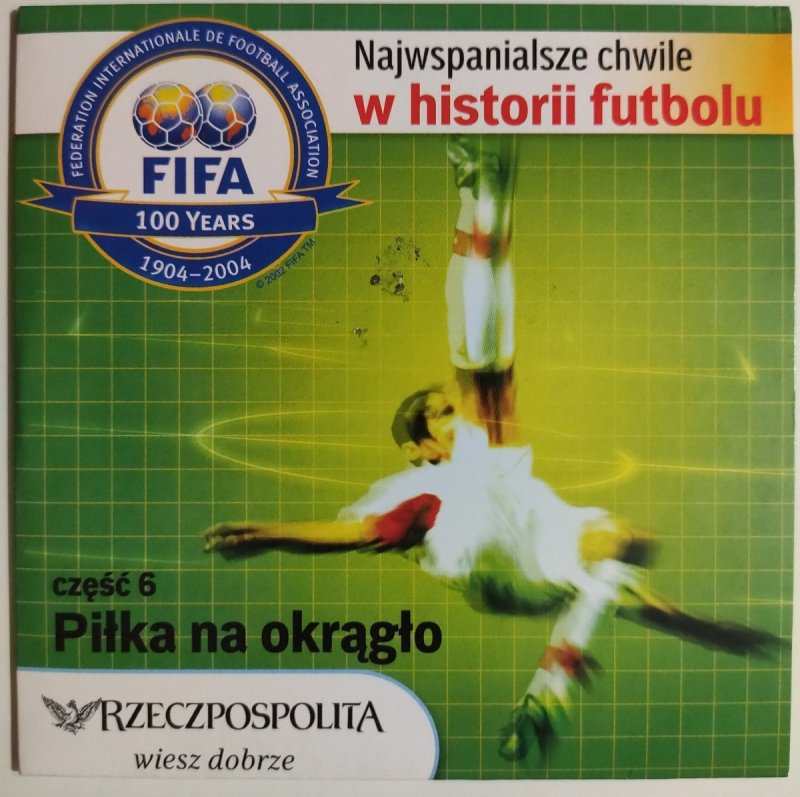 FEDERATION INTERNATIONALE DE FOOTBALL ASSOCIATION
FIFA
100 YEARS
1904–2004
© 2002 FIFA TM
Najwspanialsze chwile
w historii futbolu
część 6
Piłka na okrągło
RZECZPOSPOLITA
wiesz dobrze